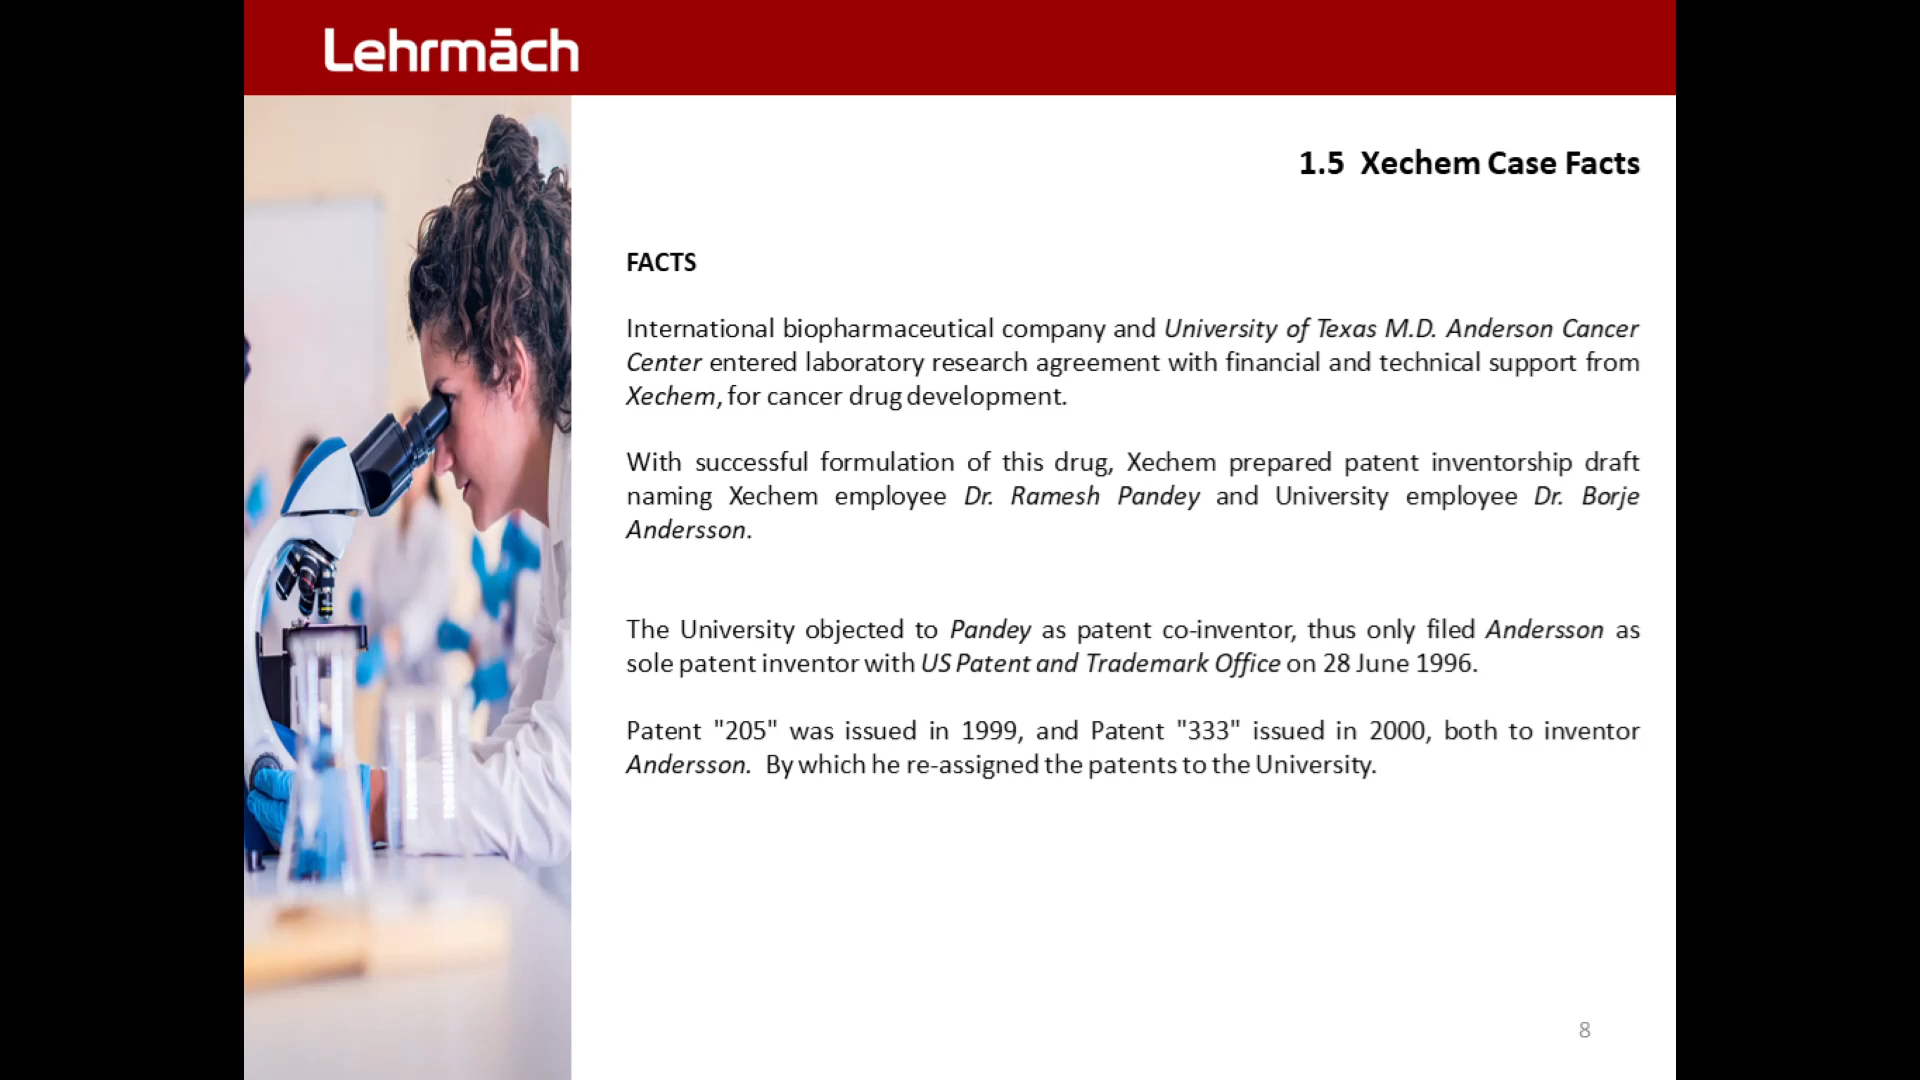 Lehrmāch
1.5 Xechem Case Facts
FACTS
International biopharmaceutical company and University of Texas M.D. Anderson Cancer
Center entered laboratory research agreement with financial and technical support from
Xechem, for cancer drug development.
With successful formulation of this drug, Xechem prepared patent inventorship draft
naming Xechem employee Dr. Ramesh Pandey and University employee Dr. Borje
Andersson.
The University objected to Pandey as patent co-inventor, thus only filed Andersson as
sole patent inventor with US Patent and Trademark Office on 28 June 1996.
Patent "205" was issued in 1999, and Patent "333" issued in 2000, both to inventor
Andersson. By which he re-assigned the patents to the University.
8